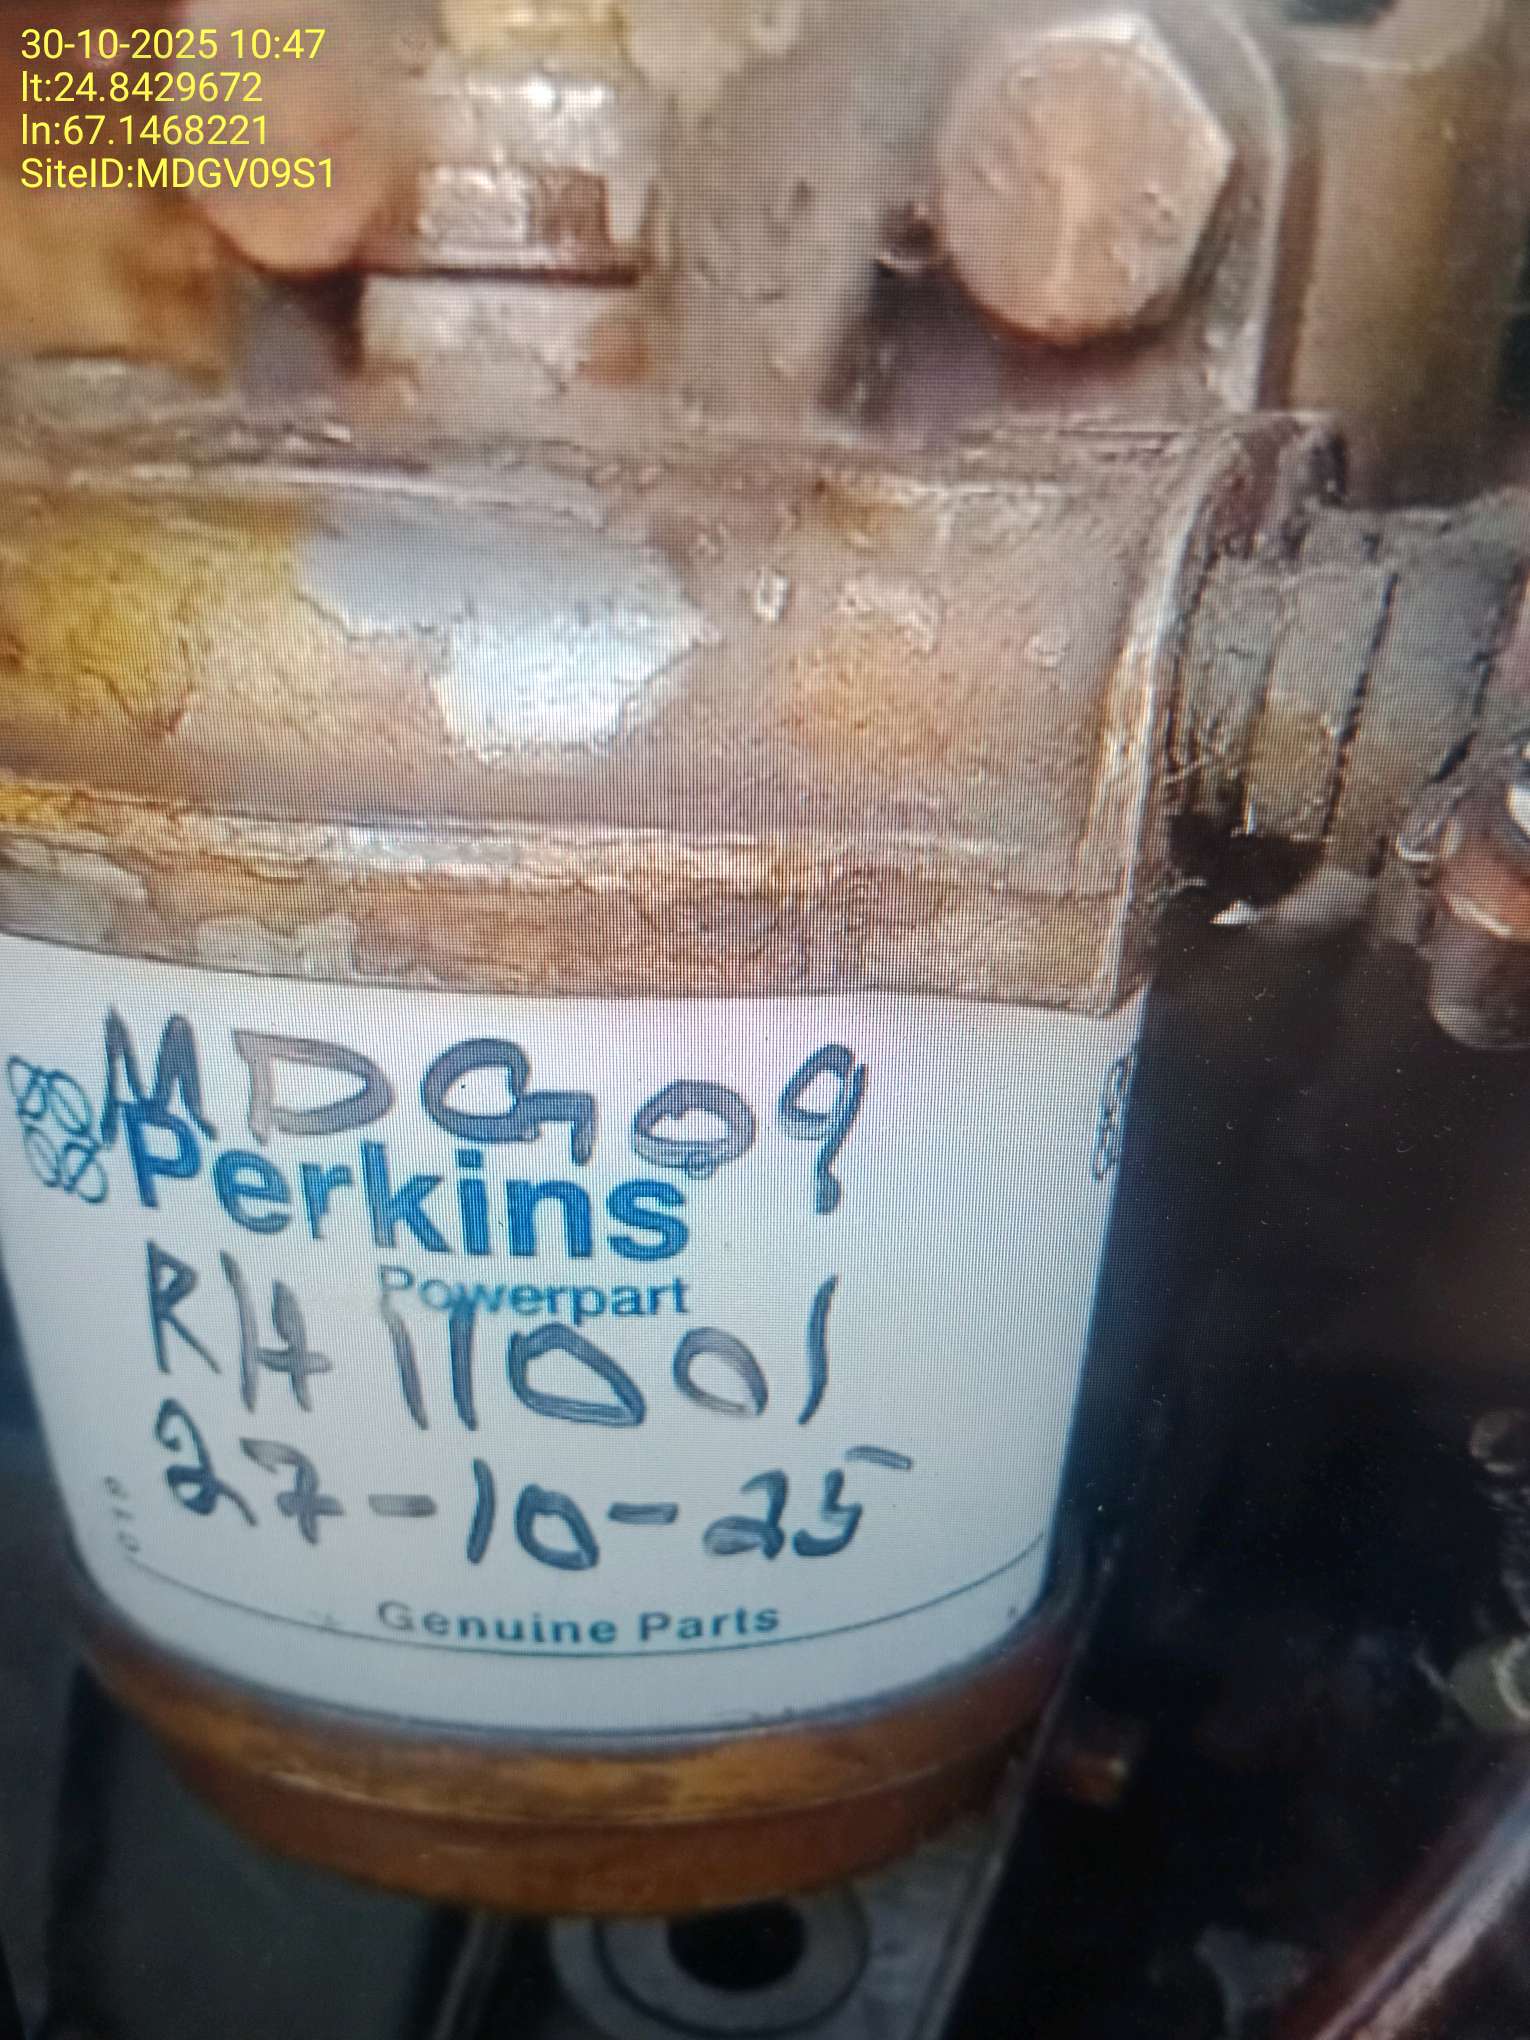 30-10-2025 10:47
lt:24.8429672
ln:67.1468221
SiteID:MDGV09S1
MDG09
Perkins
Powerpart
RH 11001
27-10-25
Genuine Parts